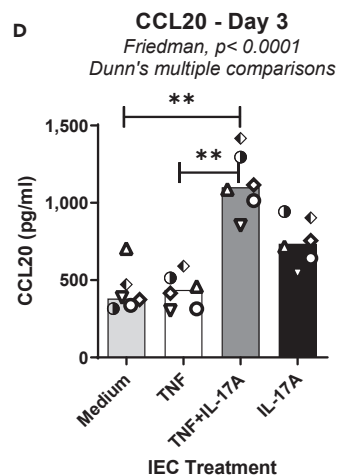 D
CCL20 - Day 3
Friedman, p< 0.0001
Dunn's multiple comparisons
**
**
1,500
1,000
500
0
CCL20 (pg/ml)
Medium
TNF
TNF+IL-17A
IL-17A
IEC Treatment